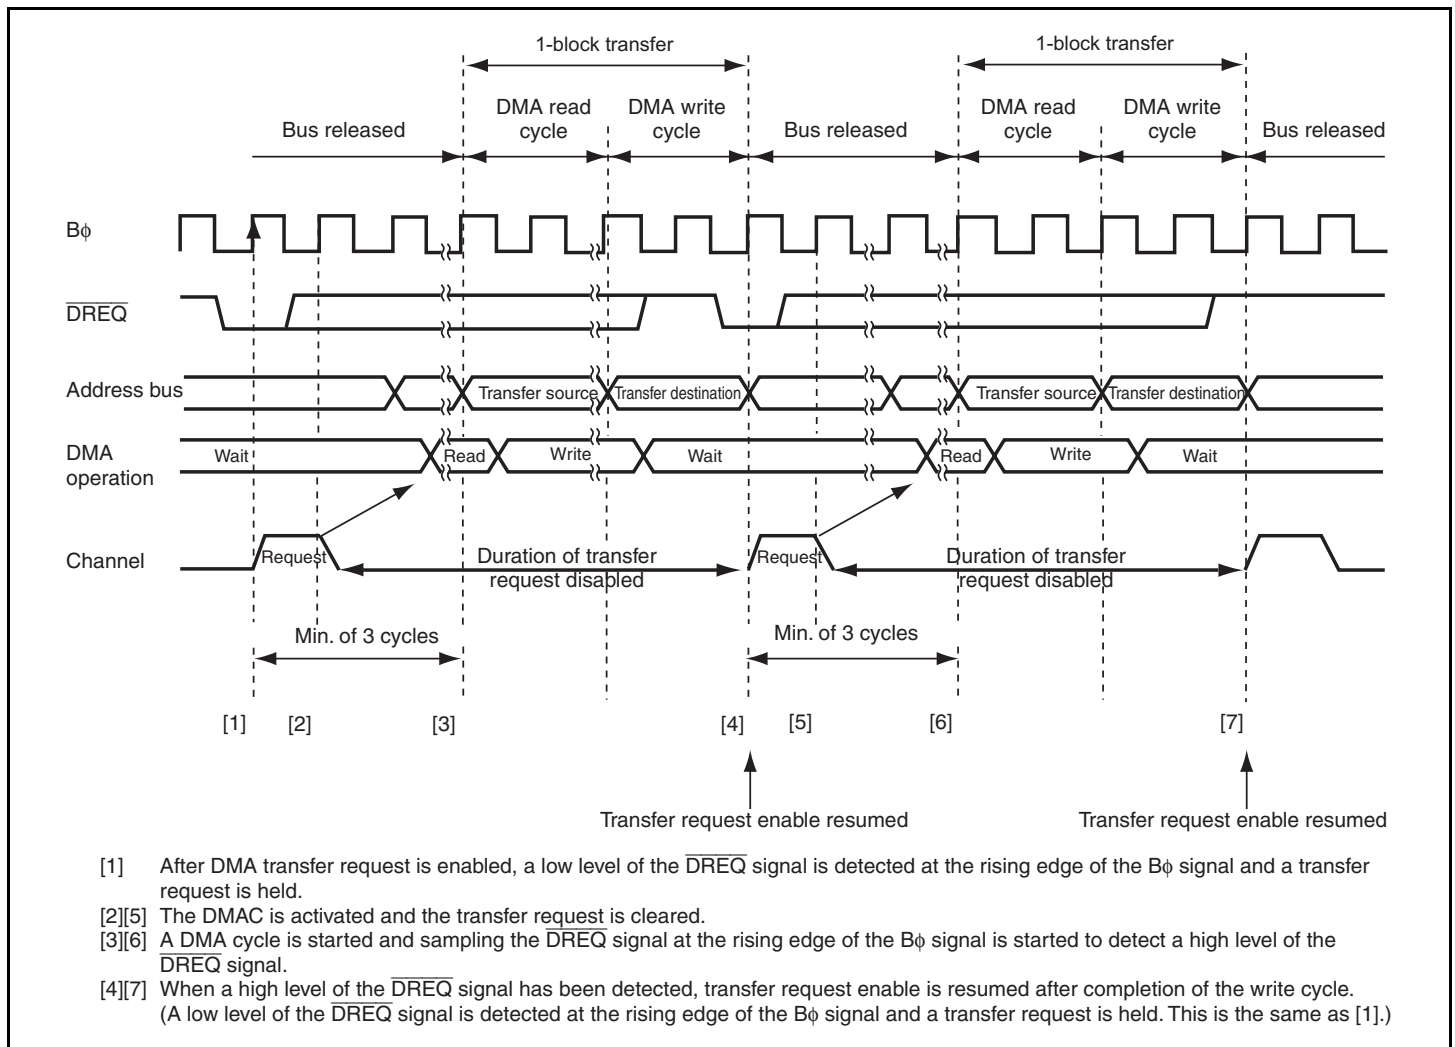 1-block transfer 1-block transfer
DMA read cycle DMA write cycle DMA read cycle DMA write cycle
Bus released Bus released Bus released
Bφ
DREQ
Address bus Transfer source Transfer destination Transfer source Transfer destination
DMA operation Wait Read Write Wait Read Write Wait
Channel Request Duration of transfer request disabled Request Duration of transfer request disabled
Min. of 3 cycles Min. of 3 cycles
[1] [2] [3] [4] [5] [6] [7]
Transfer request enable resumed Transfer request enable resumed
[1] After DMA transfer request is enabled, a low level of the DREQ signal is detected at the rising edge of the Bφ signal and a transfer
request is held.
[2][5] The DMAC is activated and the transfer request is cleared.
[3][6] A DMA cycle is started and sampling the DREQ signal at the rising edge of the Bφ signal is started to detect a high level of the
DREQ signal.
[4][7] When a high level of the DREQ signal has been detected, transfer request enable is resumed after completion of the write cycle.
(A low level of the DREQ signal is detected at the rising edge of the Bφ signal and a transfer request is held. This is the same as [1].)